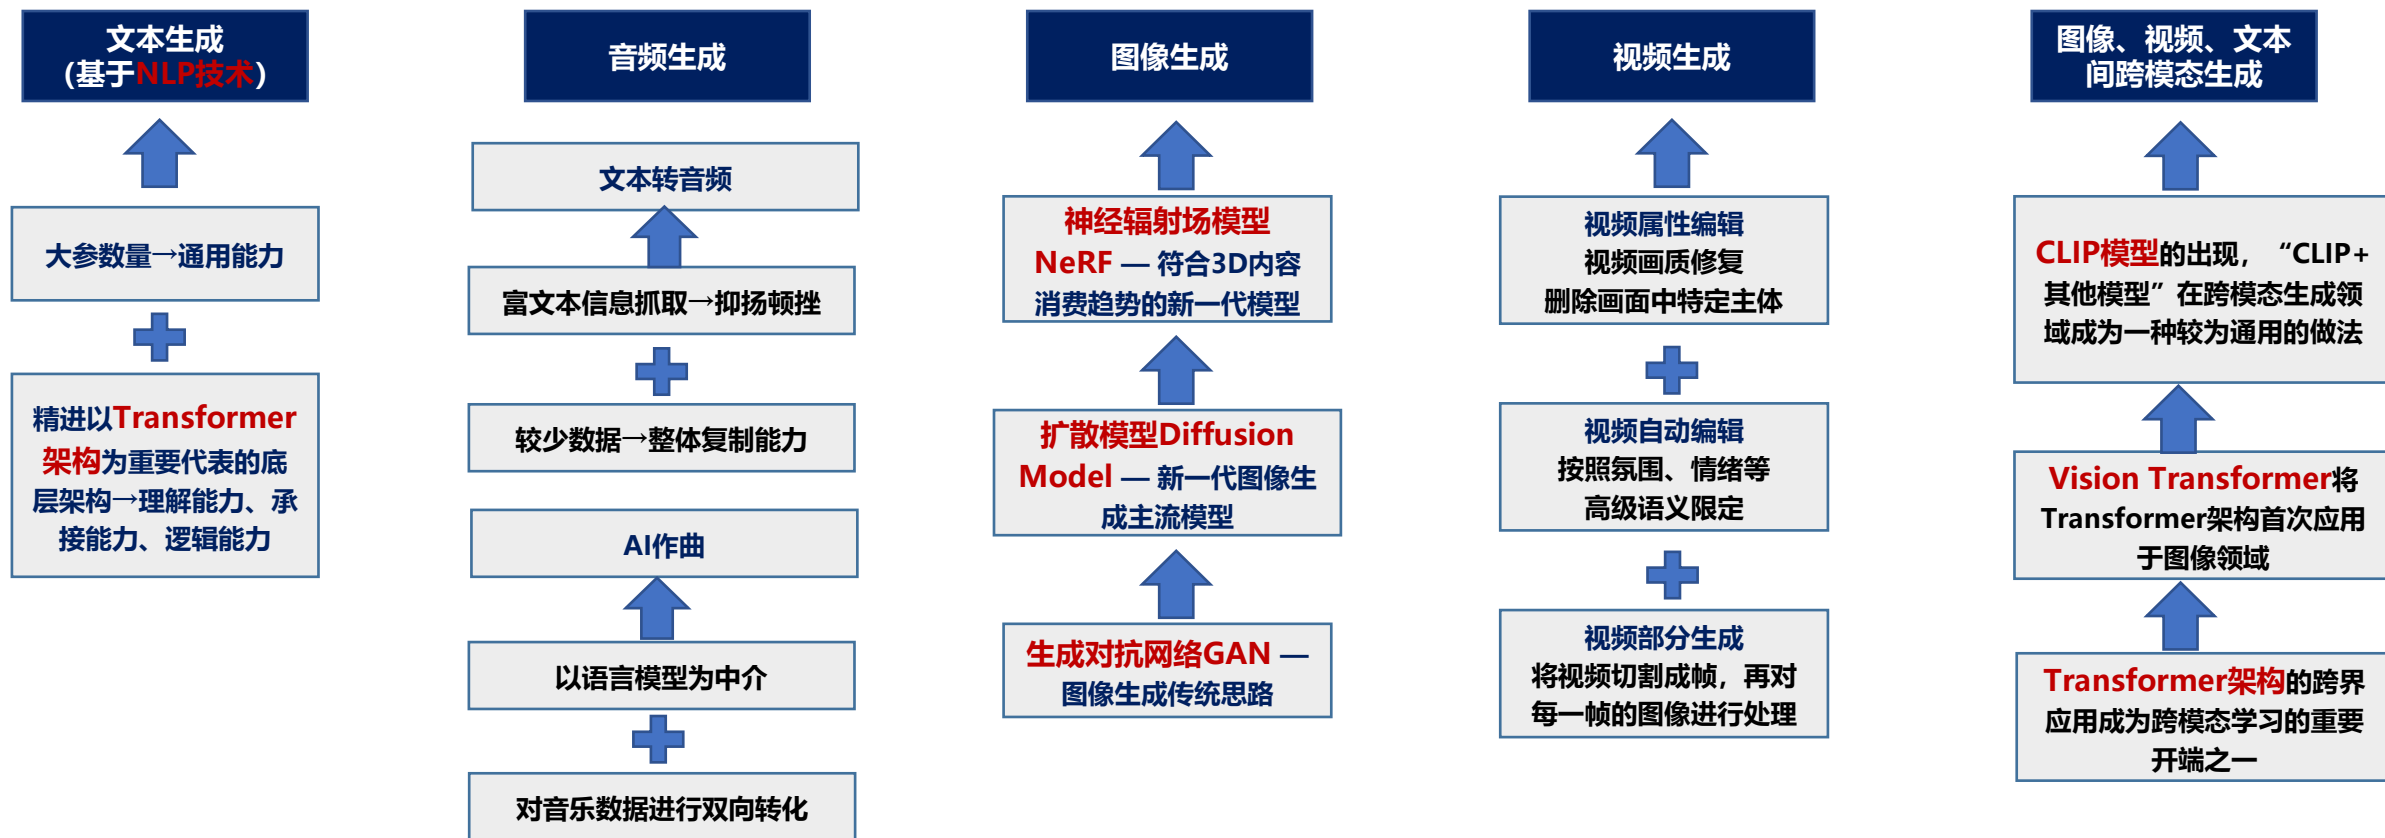 文本生成
(基于NLP技术)
大参数量→通用能力
精进以Transformer
架构为重要代表的底
层架构→理解能力、承
接能力、逻辑能力
音频生成
文本转音频
富文本信息抓取→抑扬顿挫
较少数据→整体复制能力
AI作曲
以语言模型为中介
对音乐数据进行双向转化
图像生成
神经辐射场模型
NeRF — 符合3D内容
消费趋势的新一代模型
扩散模型Diffusion
Model — 新一代图像生
成主流模型
生成对抗网络GAN —
图像生成传统思路
视频生成
视频属性编辑
视频画质修复
删除画面中特定主体
视频自动编辑
按照氛围、情绪等
高级语义限定
视频部分生成
将视频切割成帧，再对
每一帧的图像进行处理
图像、视频、文本
间跨模态生成
CLIP模型的出现，“CLIP+
其他模型”在跨模态生成领
域成为一种较为通用的做法
Vision Transformer将
Transformer架构首次应用
于图像领域
Transformer架构的跨界
应用成为跨模态学习的重要
开端之一